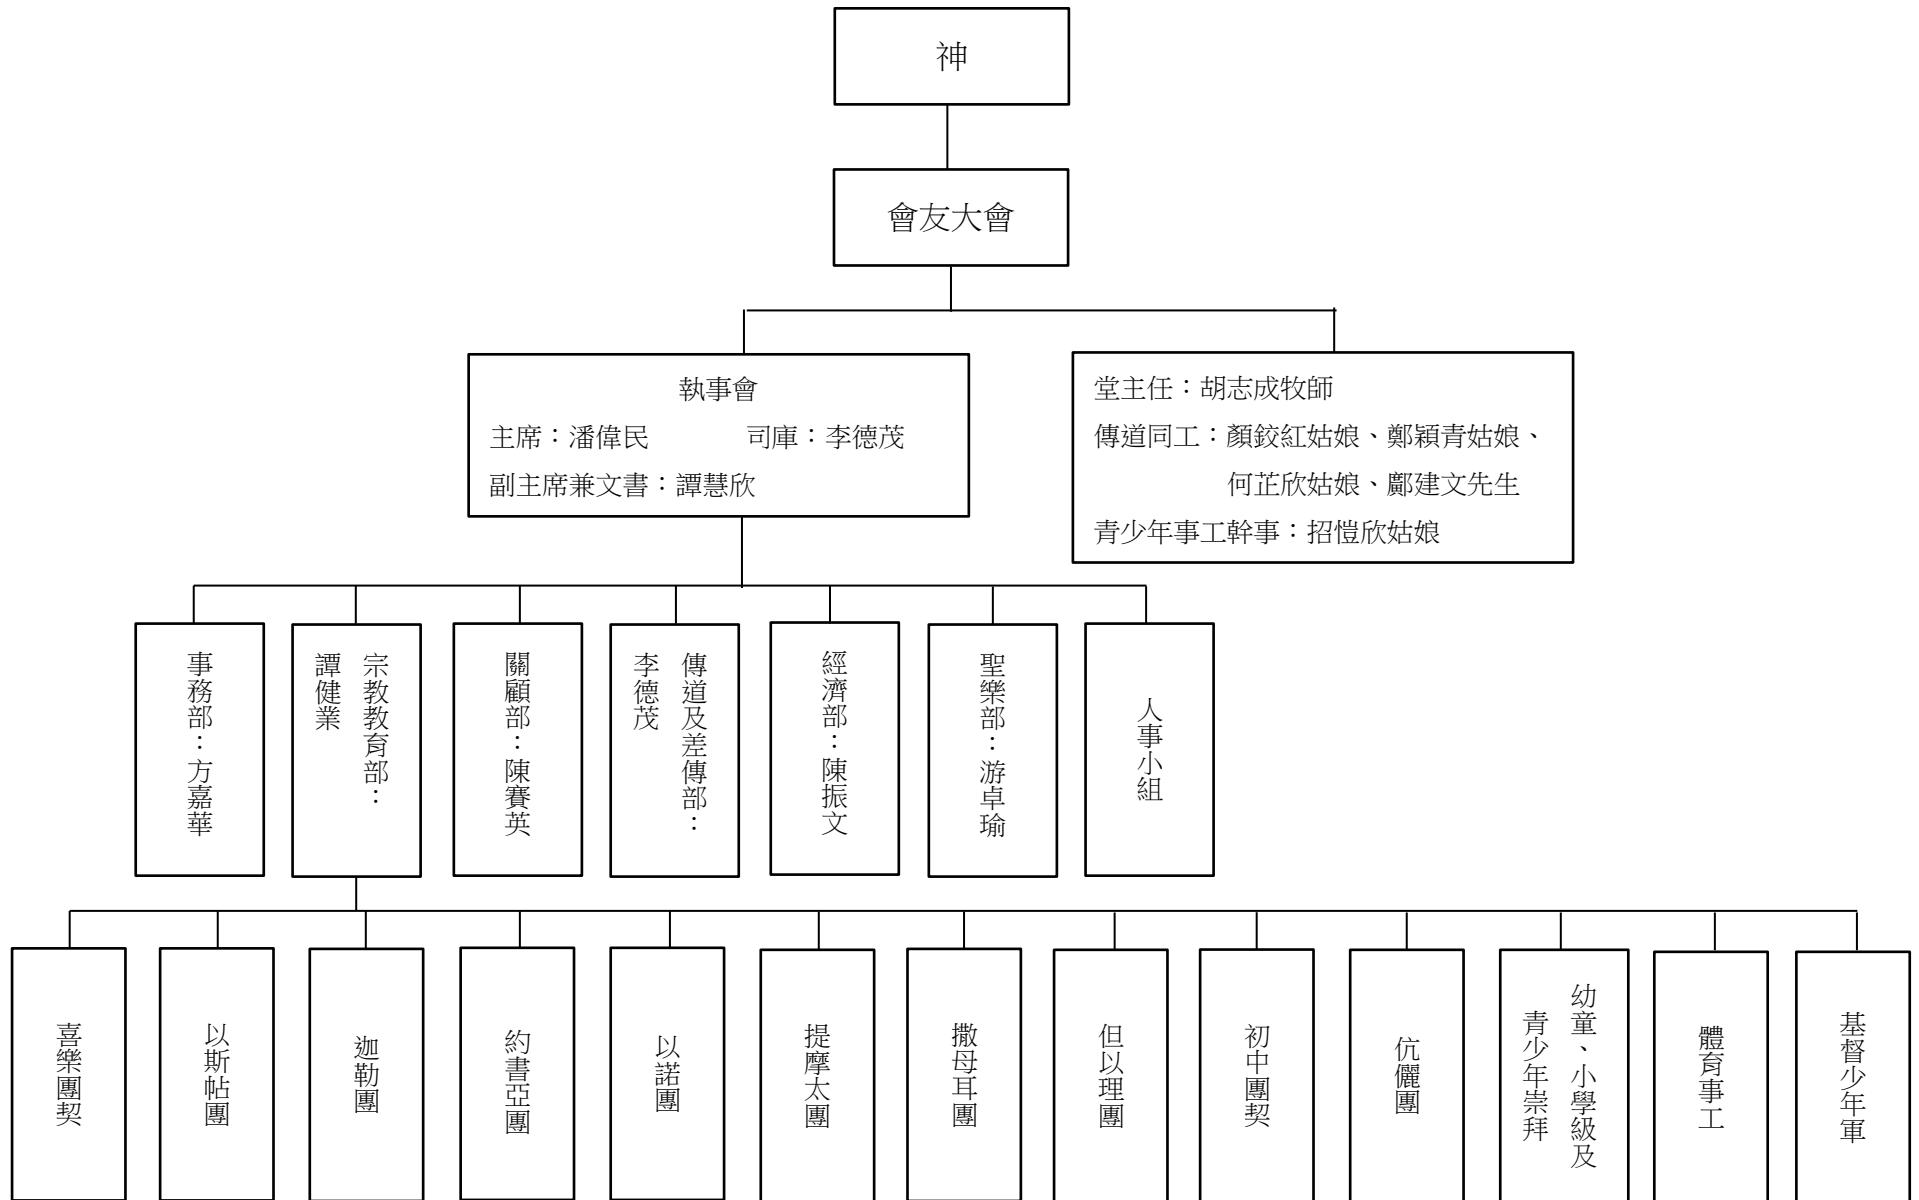 神
會友大會
執事會
主席：潘偉民 司庫：李德茂
副主席兼文書：譚慧欣
堂主任：胡志成牧師
傳道同工：顏鉸紅姑娘、鄭穎青姑娘、
何芷欣姑娘、鄺建文先生
青少年事工幹事：招愷欣姑娘
事務部：方嘉華
宗教教育部：
譚健業
關顧部：陳賽英
傳道及差傳部：
李德茂
經濟部：陳振文
聖樂部：游卓瑜
人事小組
喜樂團契
以斯帖團
迦勒團
約書亞團
以諾團
提摩太團
撒母耳團
但以理團
初中團契
伉儷團
幼童、小學級及
青少年崇拜
體育事工
基督少年軍